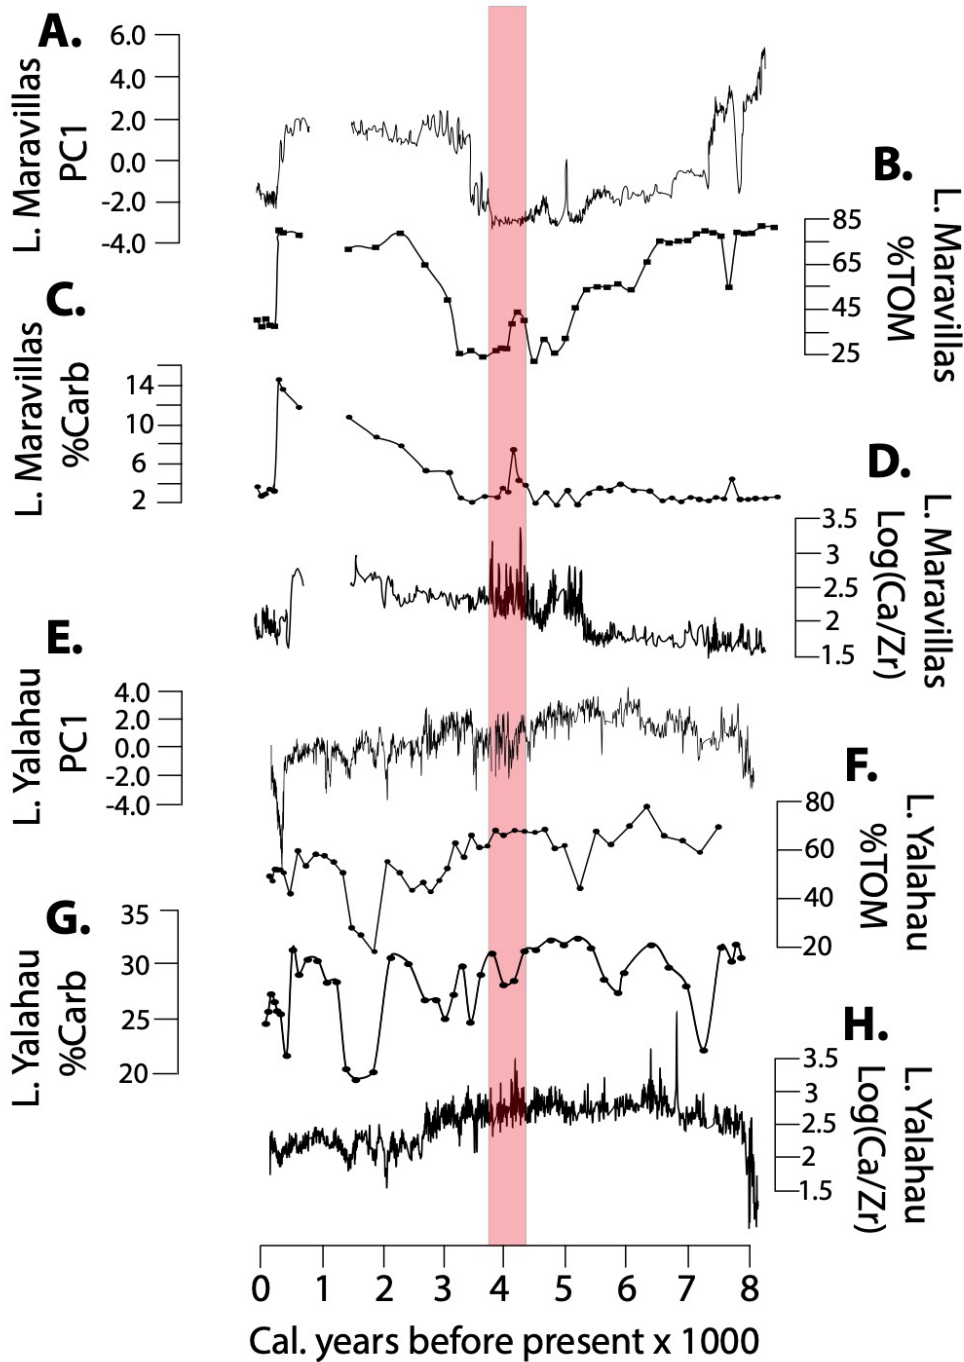 A.
L. Maravillas
PC1
6.0
4.0
2.0
0.0
-2.0
-4.0
B.
L. Maravillas
%TOM
85
65
45
25
C.
L. Maravillas
%Carb
14
10
6
2
D.
L. Maravillas
Log(Ca/Zr)
3.5
3
2.5
2
1.5
E.
L. Yalahau
PC1
4.0
2.0
0.0
-2.0
-4.0
F.
L. Yalahau
%TOM
80
60
40
20
G.
L. Yalahau
%Carb
35
30
25
20
H.
L. Yalahau
Log(Ca/Zr)
3.5
3
2.5
2
1.5
0 1 2 3 4 5 6 7 8
Cal. years before present x 1000